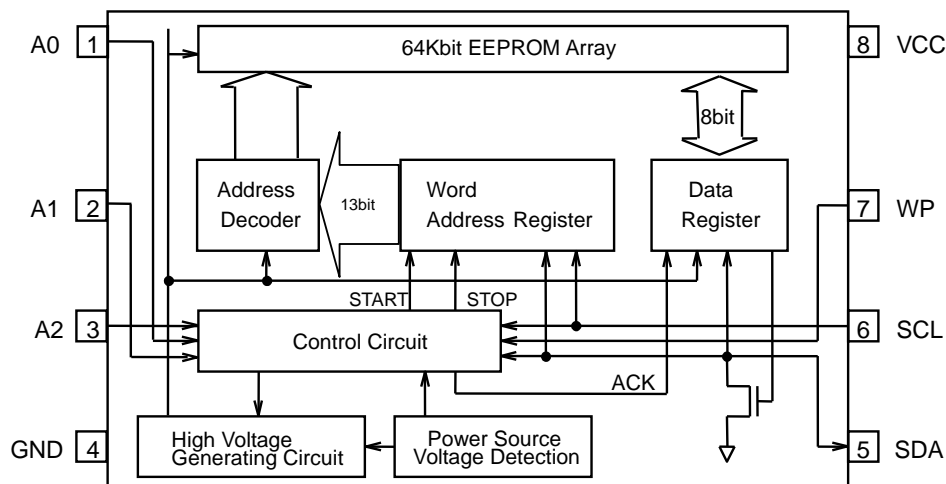 A0 1
64Kbit EEPROM Array
8 VCC
8bit
A1 2
Address
Decoder
13bit
Word
Address Register
Data
Register
7 WP
START
STOP
A2 3
Control Circuit
6 SCL
ACK
GND 4
High Voltage
Generating Circuit
Power Source
Voltage Detection
5 SDA